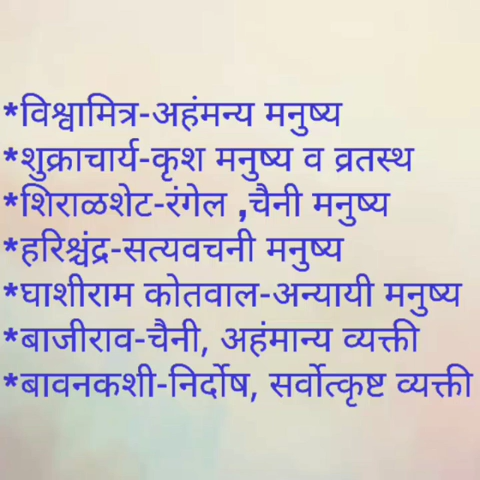 *विश्वामित्र-अहंमन्य मनुष्य
*शुक्राचार्य-कृश मनुष्य व व्रतस्थ
*शिराळशेट-रंगेल ,चैनी मनुष्य
*हरिश्चंद्र-सत्यवचनी मनुष्य
*घाशीराम कोतवाल-अन्यायी मनुष्य
*बाजीराव-चैनी, अहंमान्य व्यक्ती
*बावनकशी-निर्दोष, सर्वोत्कृष्ट व्यक्ती